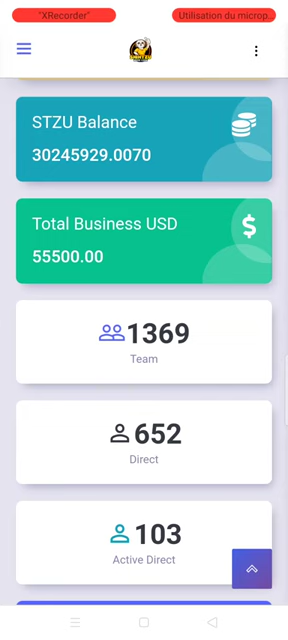 "XRecorder"
Utilisation du microp..
STZU Balance
30245929.0070
Total Business USD
$
55500.00
1369
Team
652
Direct
103
Active Direct